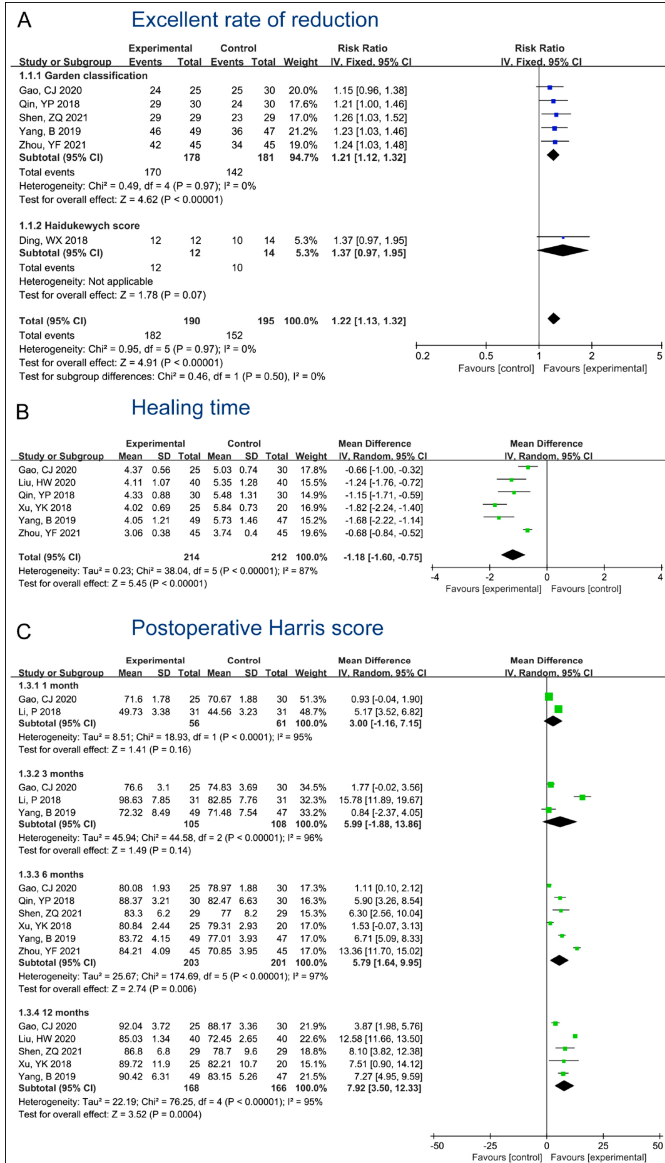 A Excellent rate of reduction
Experimental Control Risk Ratio Risk Ratio
Study or Subgroup Events Total Events Total Weight IV. Fixed. 95% CI IV. Fixed. 95% CI
1.1.1 Garden classification
Gao, CJ 2020 24 25 25 30 20.0% 1.15 [0.96, 1.38]
Qin, YP 2018 29 30 24 30 17.6% 1.21 [1.00, 1.46]
Shen, ZQ 2021 29 29 23 29 15.1% 1.26 [1.03, 1.52]
Yang, B 2019 46 49 36 47 21.2% 1.23 [1.03, 1.46]
Zhou, YF 2021 42 45 34 45 19.0% 1.24 [1.03, 1.48]
Subtotal (95% CI) 178 181 94.7% 1.21 [1.12, 1.32]
Total events 170 142
Heterogeneity: Chi² = 0.49, df = 4 (P = 0.97); I² = 0%
Test for overall effect: Z = 4.62 (P < 0.00001)
1.1.2 Haidukewych score
Ding, WX 2018 12 12 10 14 5.3% 1.37 [0.97, 1.95]
Subtotal (95% CI) 12 14 5.3% 1.37 [0.97, 1.95]
Total events 12 10
Heterogeneity: Not applicable
Test for overall effect: Z = 1.78 (P = 0.07)
Total (95% CI) 190 195 100.0% 1.22 [1.13, 1.32]
Total events 182 152
Heterogeneity: Chi² = 0.95, df = 5 (P = 0.97); I² = 0%
Test for overall effect: Z = 4.91 (P < 0.00001)
Test for subgroup differences: Chi² = 0.46, df = 1 (P = 0.50), I² = 0%
0.2 0.5 1 2 5
Favours [control] Favours [experimental]
B Healing time
Experimental Control Mean Difference Mean Difference
Study or Subgroup Mean SD Total Mean SD Total Weight IV. Random. 95% CI IV. Random. 95% CI
Gao, CJ 2020 4.37 0.56 25 5.03 0.74 30 17.8% -0.66 [-1.00, -0.32]
Liu, HW 2020 4.11 1.07 40 5.35 1.28 40 14.9% -1.24 [-1.76, -0.72]
Qin, YP 2018 4.33 0.88 30 5.48 1.31 30 14.4% -1.15 [-1.71, -0.59]
Xu, YK 2018 4.02 0.69 25 5.84 0.73 20 16.6% -1.82 [-2.24, -1.40]
Yang, B 2019 4.05 1.21 49 5.73 1.46 47 14.7% -1.68 [-2.22, -1.14]
Zhou, YF 2021 3.06 0.38 45 3.74 0.4 45 21.5% -0.68 [-0.84, -0.52]
Total (95% CI) 214 212 100.0% -1.18 [-1.60, -0.75]
Heterogeneity: Tau² = 0.23; Chi² = 38.04, df = 5 (P < 0.00001); I² = 87%
Test for overall effect: Z = 5.45 (P < 0.00001)
-4 -2 0 2 4
Favours [experimental] Favours [control]
C Postoperative Harris score
Experimental Control Mean Difference Mean Difference
Study or Subgroup Mean SD Total Mean SD Total Weight IV. Random. 95% CI IV. Random. 95% CI
1.3.1 1 month
Gao, CJ 2020 71.6 1.78 25 70.67 1.88 30 51.3% 0.93 [-0.04, 1.90]
Li, P 2018 49.73 3.38 31 44.56 3.23 31 48.7% 5.17 [3.52, 6.82]
Subtotal (95% CI) 56 61 100.0% 3.00 [-1.16, 7.15]
Heterogeneity: Tau² = 8.51; Chi² = 18.93, df = 1 (P < 0.0001); I² = 95%
Test for overall effect: Z = 1.41 (P = 0.16)
1.3.2 3 months
Gao, CJ 2020 76.6 3.1 25 74.83 3.69 30 34.5% 1.77 [-0.02, 3.56]
Li, P 2018 98.63 7.85 31 82.85 7.76 31 32.2% 15.78 [11.89, 19.67]
Yang, B 2019 72.32 8.49 49 71.48 7.54 47 33.2% 0.84 [-2.37, 4.05]
Subtotal (95% CI) 105 108 100.0% 5.99 [-1.88, 13.86]
Heterogeneity: Tau² = 45.94; Chi² = 44.58, df = 2 (P < 0.00001); I² = 96%
Test for overall effect: Z = 1.49 (P = 0.14)
1.3.3 6 months
Gao, CJ 2020 80.08 1.93 25 78.97 1.88 30 17.3% 1.11 [0.10, 2.12]
Qin, YP 2018 88.37 3.21 30 82.47 6.63 30 16.4% 5.90 [3.26, 8.54]
Shen, ZQ 2021 83.3 6.2 29 77 8.2 29 15.2% 6.30 [2.56, 10.04]
Xu, YK 2018 80.84 2.44 25 79.31 2.93 20 17.1% 1.53 [-0.07, 3.13]
Yang, B 2019 83.72 4.15 49 77.01 3.93 47 17.1% 6.71 [5.09, 8.33]
Zhou, YF 2021 84.21 4.09 45 70.85 3.95 45 17.0% 13.36 [11.70, 15.02]
Subtotal (95% CI) 203 201 100.0% 5.79 [1.64, 9.95]
Heterogeneity: Tau² = 25.67; Chi² = 174.69, df = 5 (P < 0.00001); I² = 97%
Test for overall effect: Z = 2.74 (P = 0.006)
1.3.4 12 months
Gao, CJ 2020 92.04 3.72 25 88.17 3.36 30 21.9% 3.87 [1.98, 5.76]
Liu, HW 2020 85.03 1.34 40 72.45 2.65 40 22.6% 12.58 [11.66, 13.50]
Shen, ZQ 2021 86.8 6.8 29 78.7 9.6 29 18.6% 8.10 [3.82, 12.38]
Xu, YK 2018 89.72 11.9 25 82.21 10.7 20 15.4% 7.51 [0.90, 14.12]
Yang, B 2019 90.42 6.31 49 83.15 5.26 47 21.5% 7.27 [4.95, 9.59]
Subtotal (95% CI) 168 166 100.0% 7.92 [3.50, 12.33]
Heterogeneity: Tau² = 22.19; Chi² = 76.25, df = 4 (P < 0.00001); I² = 95%
Test for overall effect: Z = 3.52 (P = 0.0004)
-50 -25 0 25 50
Favours [control] Favours [experimental]